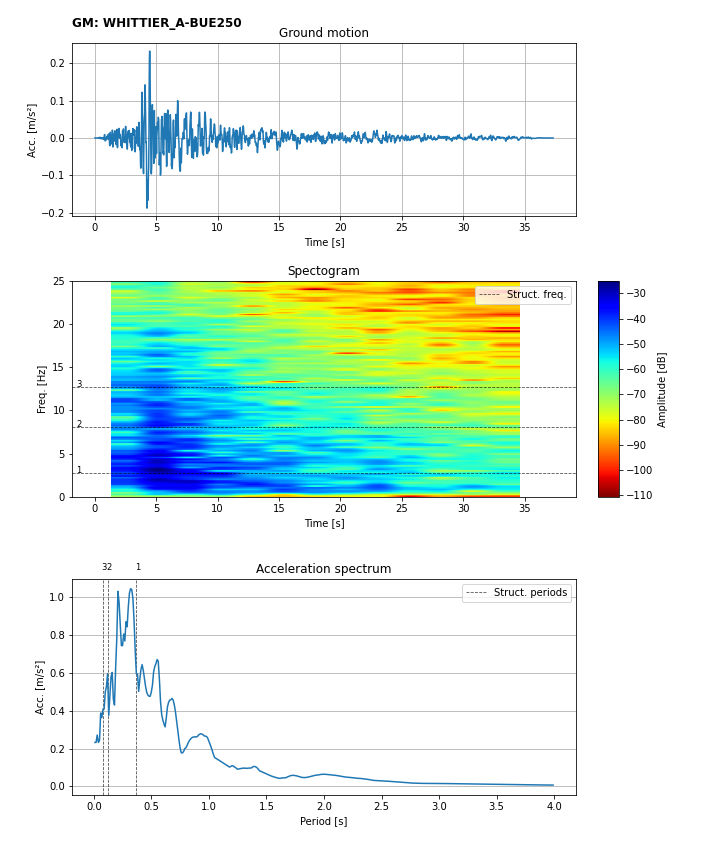 GM: WHITTIER_A-BUE250
Ground motion
Acc. [m/s²]
0.2
0.1
0.0
−0.1
−0.2
0 5 10 15 20 25 30 35
Time [s]
Spectogram
Struct. freq.
Freq. [Hz]
25
20
15
10
5
0
3
2
1
0 5 10 15 20 25 30 35
Time [s]
−30
−40
−50
−60
−70
−80
−90
−100
−110
Amplitude [dB]
32 1
Acceleration spectrum
Struct. periods
Acc. [m/s²]
1.0
0.8
0.6
0.4
0.2
0.0
0.0 0.5 1.0 1.5 2.0 2.5 3.0 3.5 4.0
Period [s]